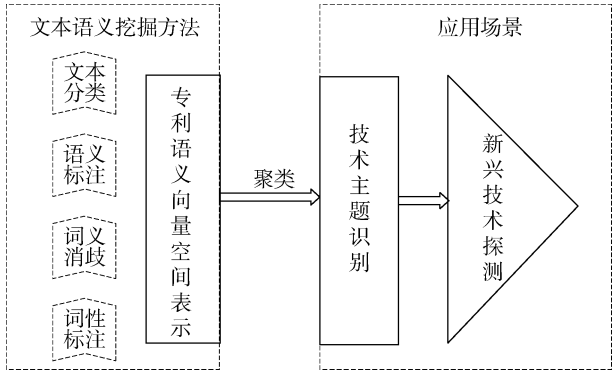 文本语义挖掘方法
应用场景
文本
分类
语义
标注
词义
消歧
词性
标注
专利语义向量空间表示
聚类
技术主题识别
新兴技术探测